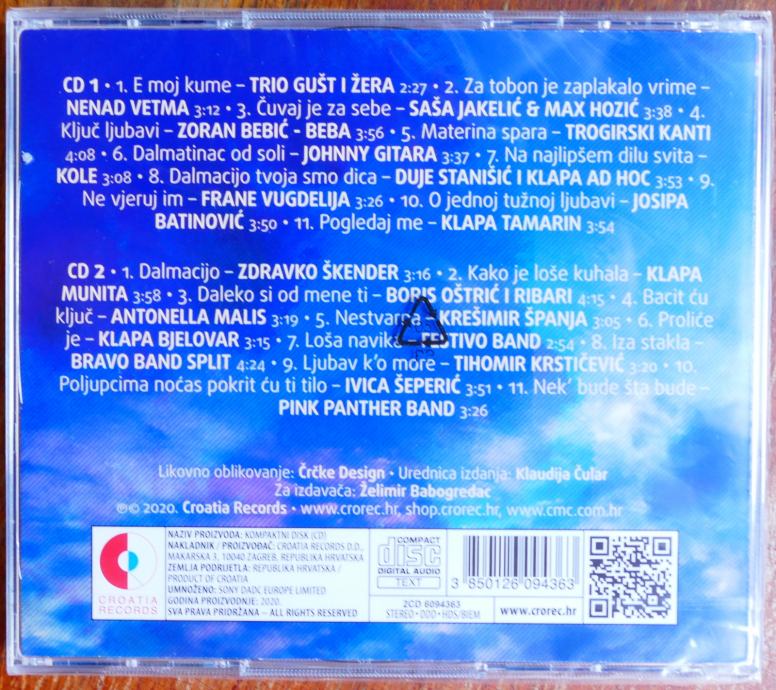 CD 1 • 1. E moj kume – TRIO GUŠT I ŽERA 2:27 • 2. Za tobon je zaplakalo vrime –
NENAD VETMA 3:12 • 3. Čuvaj je za sebe – SAŠA JAKELIĆ & MAX HOZIĆ 3:38 • 4.
Ključ ljubavi – ZORAN BEBIĆ - BEBA 3:56 • 5. Materina spara – TROGIRSKI KANTI
4:08 • 6. Dalmatinac od soli – JOHNNY GITARA 3:37 • 7. Na najlipšem dilu svita –
KOLE 3:08 • 8. Dalmacijo tvoja smo dica – DUJE STANIŠIĆ I KLAPA AD HOC 3:53 • 9.
Ne vjeruj im – FRANE VUGDELIJA 3:26 • 10. O jednoj tužnoj ljubavi – JOSIPA
BATINOVIĆ 3:50 • 11. Pogledaj me – KLAPA TAMARIN 3:54
CD 2 • 1. Dalmacijo – ZDRAVKO ŠKENDER 3:16 • 2. Kako je loše kuhala – KLAPA
MUNITA 3:58 • 3. Daleko si od mene ti – BORIS OŠTRIĆ I RIBARI 4:15 • 4. Bacit ću
ključ – ANTONELLA MALIS 3:19 • 5. Nestvarna – KREŠIMIR ŠPANJA 3:05 • 6. Proliće
je – KLAPA BJELOVAR 3:15 • 7. Loša navika BAND 2:54 • 8. Iza stakla –
BRAVO BAND SPLIT 4:24 • 9. Ljubav k'o more – TIHOMIR KRSTIČEVIĆ 3:20 • 10.
Poljupcima noćas pokrit ću ti tilo – IVICA ŠEPERIĆ 3:51 • 11. Nek' bude šta bude –
PINK PANTHER BAND 3:26
Likovno oblikovanje: Črčke Design • Urednica izdanja: Klaudija Čular
Za izdavača: Želimir Babogredac
℗© 2020. Croatia Records • www.crorec.hr, shop.crorec.hr, www.cmc.com.hr
CROATIA
RECORDS
NAZIV PROIZVODA: KOMPAKTNI DISK (CD)
NAKLADNIK / PROIZVOĐAČ: CROATIA RECORDS D.D.,
MAKARSKA 3, 10040 ZAGREB, REPUBLIKA HRVATSKA
ZEMLJA PODRIJETLA: REPUBLIKA HRVATSKA /
PRODUCT OF CROATIA
UMNOŽENO: SONY DADC EUROPE LIMITED
GODINA PROIZVODNJE: 2020.
SVA PRAVA PRIDRŽANA – ALL RIGHTS RESERVED
COMPACT
disc
DIGITAL AUDIO
TEXT
3 850126 094363
2CD 6094363
STEREO • DDD • HDS/BIEM
www.crorec.hr